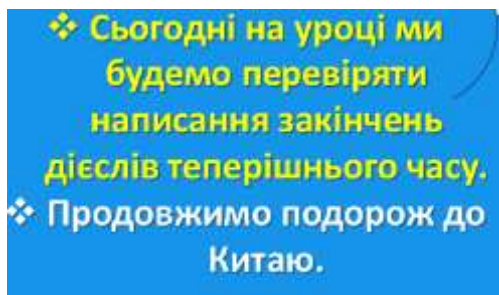 ❖ Сьогодні на уроці ми
будемо перевіряти
написання закінчень
дієслів теперішнього часу.
❖ Продовжимо подорож до
Китаю.